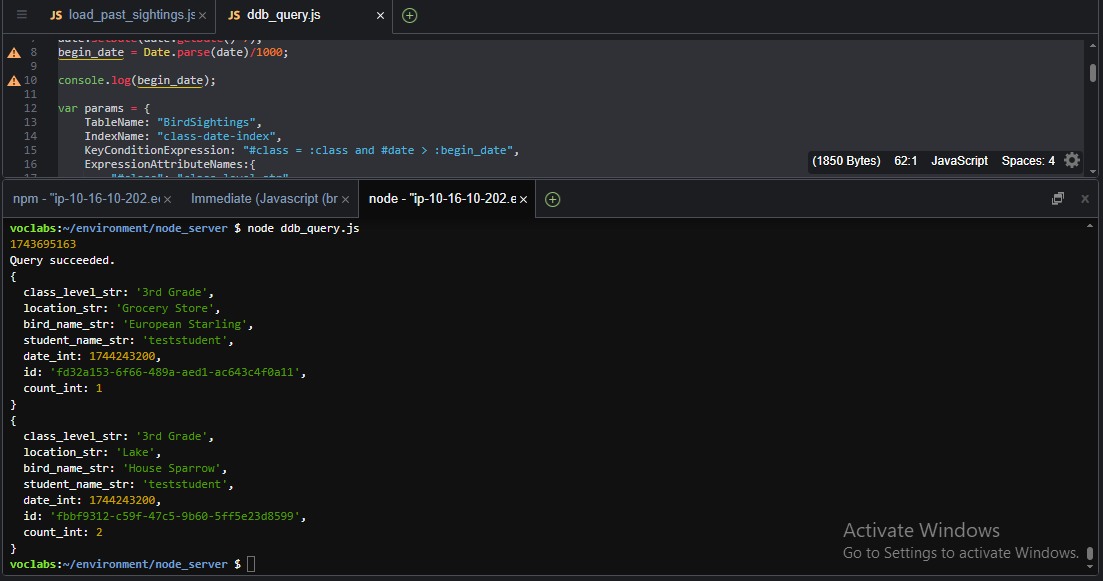 JS load_past_sightings.js × JS ddb_query.js ×
8 begin_date = Date.parse(date)/1000;
9
10 console.log(begin_date);
11
12 var params = {
13 TableName: "BirdSightings",
14 IndexName: "class-date-index",
15 KeyConditionExpression: "#class = :class and #date > :begin_date",
16 ExpressionAttributeNames:{
(1850 Bytes) 62:1 JavaScript Spaces: 4
npm - "ip-10-16-10-202.e × Immediate (Javascript (br × node - "ip-10-16-10-202.e ×
voclabs:~/environment/node_server $ node ddb_query.js
1743695163
Query succeeded.
{
class_level_str: '3rd Grade',
location_str: 'Grocery Store',
bird_name_str: 'European Starling',
student_name_str: 'teststudent',
date_int: 1744243200,
id: 'fd32a153-6f66-489a-aed1-ac643c4f0a11',
count_int: 1
}
{
class_level_str: '3rd Grade',
location_str: 'Lake',
bird_name_str: 'House Sparrow',
student_name_str: 'teststudent',
date_int: 1744243200,
id: 'fbbf9312-c59f-47c5-9b60-5ff5e23d8599',
count_int: 2
}
voclabs:~/environment/node_server $
Activate Windows
Go to Settings to activate Windows.